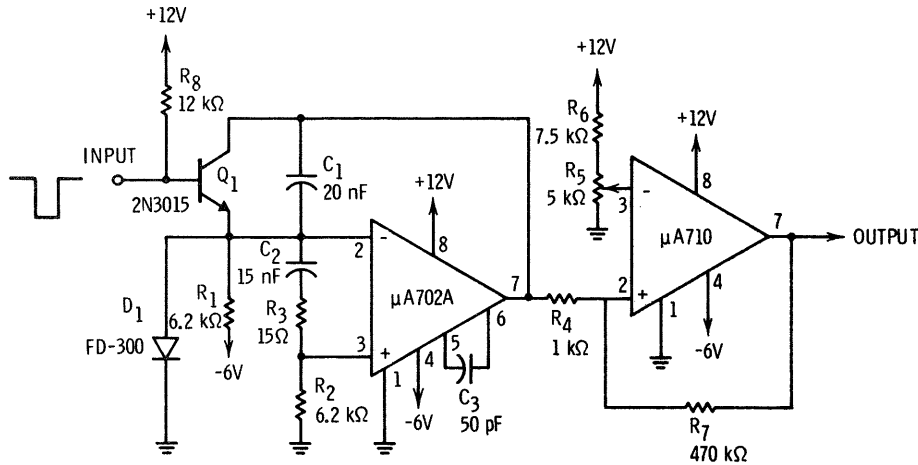 +12V
R8
12 kΩ
INPUT
Q1
2N3015
C1
20 nF
C2
15 nF
R3
15Ω
R1
6.2 kΩ
-6V
D1
FD-300
R2
6.2 kΩ
+12V
8
2
-
μA702A
7
6
5
3
+
1
4
-6V
C3
50 pF
R4
1 kΩ
+12V
R6
7.5 kΩ
R5
5 kΩ
+12V
8
-
3
μA710
7
OUTPUT
2
+
1
4
-6V
R7
470 kΩ